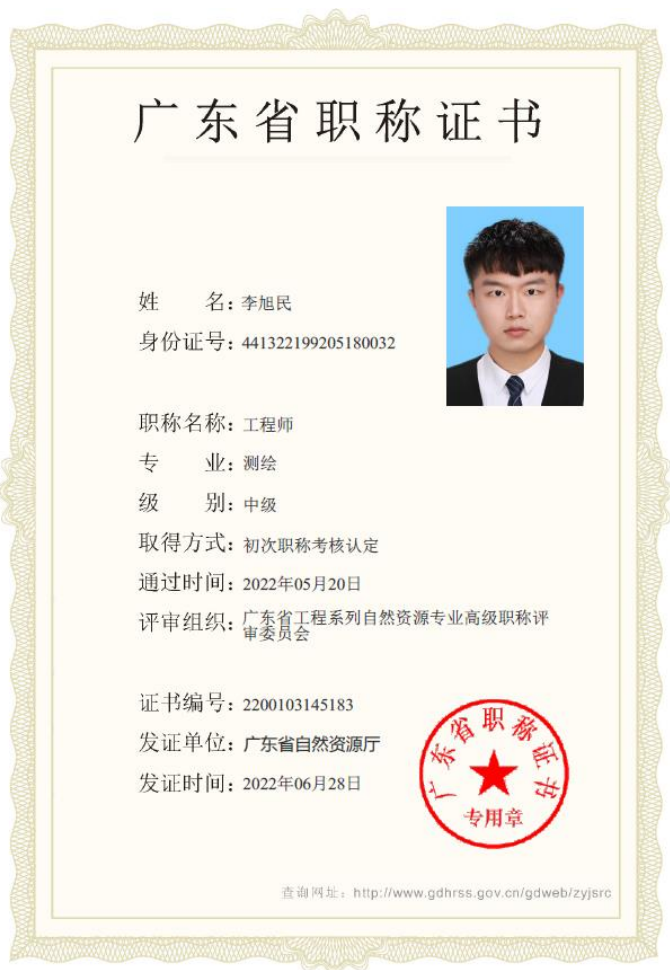 广东省职称证书
姓名：李旭民
身份证号：441322199205180032
职称名称：工程师
专业：测绘
级别：中级
取得方式：初次职称考核认定
通过时间：2022年05月20日
评审组织：广东省工程系列自然资源专业高级职称评
审委员会
证书编号：2200103145183
发证单位：广东省自然资源厅
发证时间：2022年06月28日
广东省职称证书
专用章
查询网址：http://www.gdhrss.gov.cn/gdweb/zyjsrc